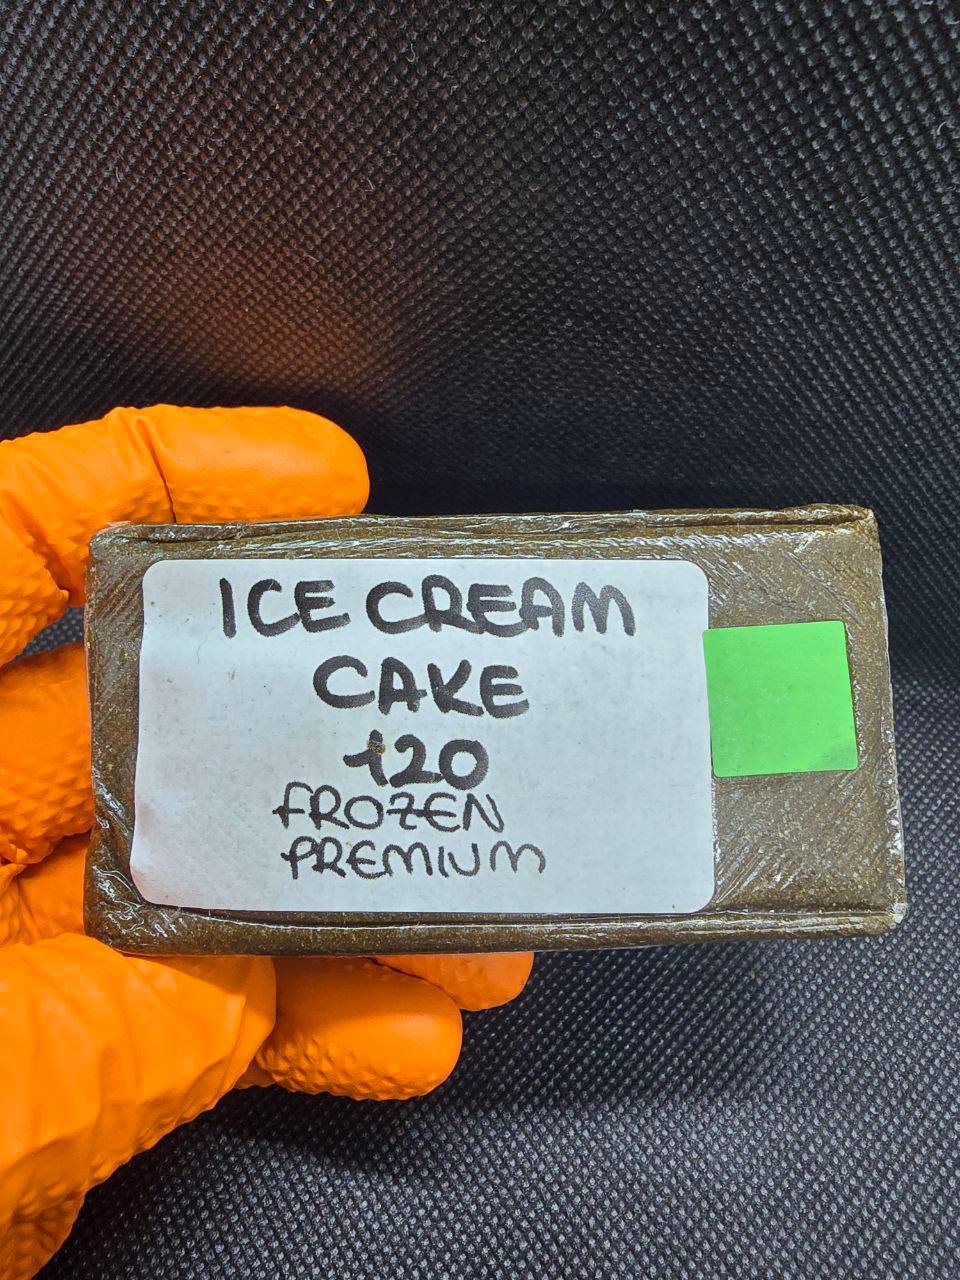 ICE CREAM
CAKE
120
FROZEN
PREMIUM